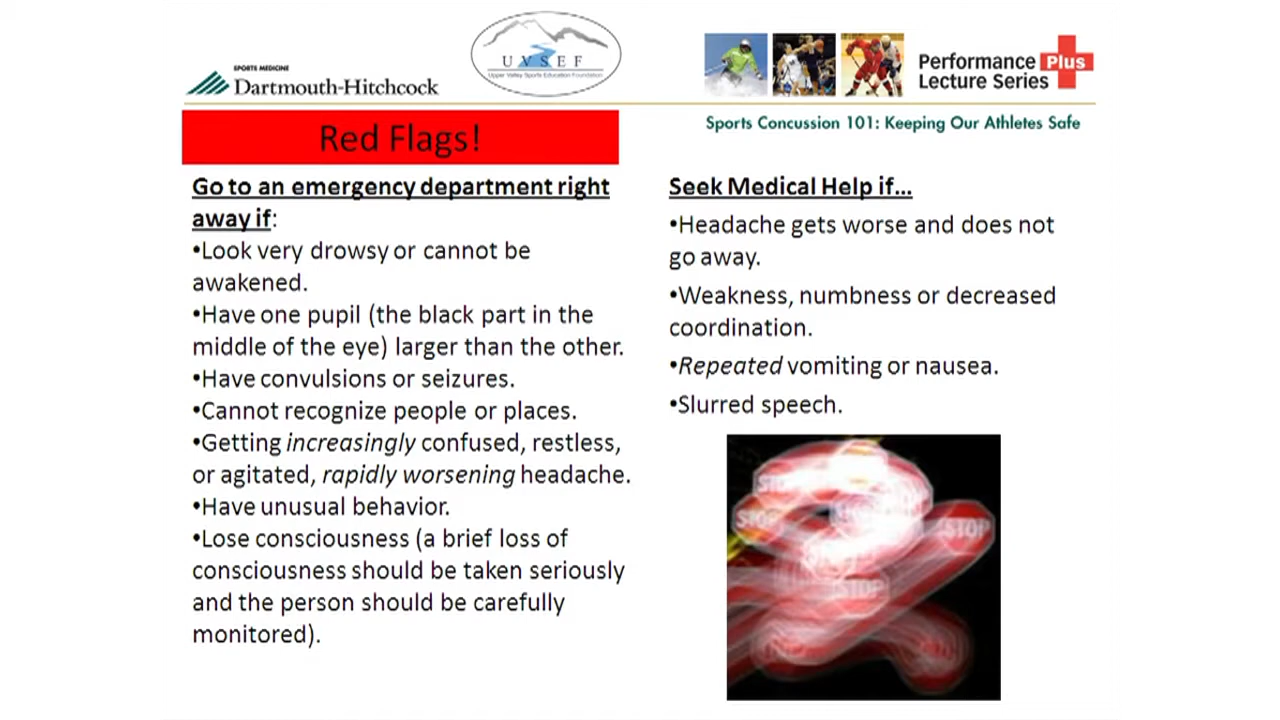 SPORTS MEDICINE
Dartmouth-Hitchcock
UVSEF
Upper Valley Sports Education Foundation
Performance Plus
Lecture Series
Sports Concussion 101: Keeping Our Athletes Safe
Red Flags!
Go to an emergency department right
away if:
•Look very drowsy or cannot be
awakened.
•Have one pupil (the black part in the
middle of the eye) larger than the other.
•Have convulsions or seizures.
•Cannot recognize people or places.
•Getting increasingly confused, restless,
or agitated, rapidly worsening headache.
•Have unusual behavior.
•Lose consciousness (a brief loss of
consciousness should be taken seriously
and the person should be carefully
monitored).
Seek Medical Help if...
•Headache gets worse and does not
go away.
•Weakness, numbness or decreased
coordination.
•Repeated vomiting or nausea.
•Slurred speech.
STOP
STOP
STOP
STOP